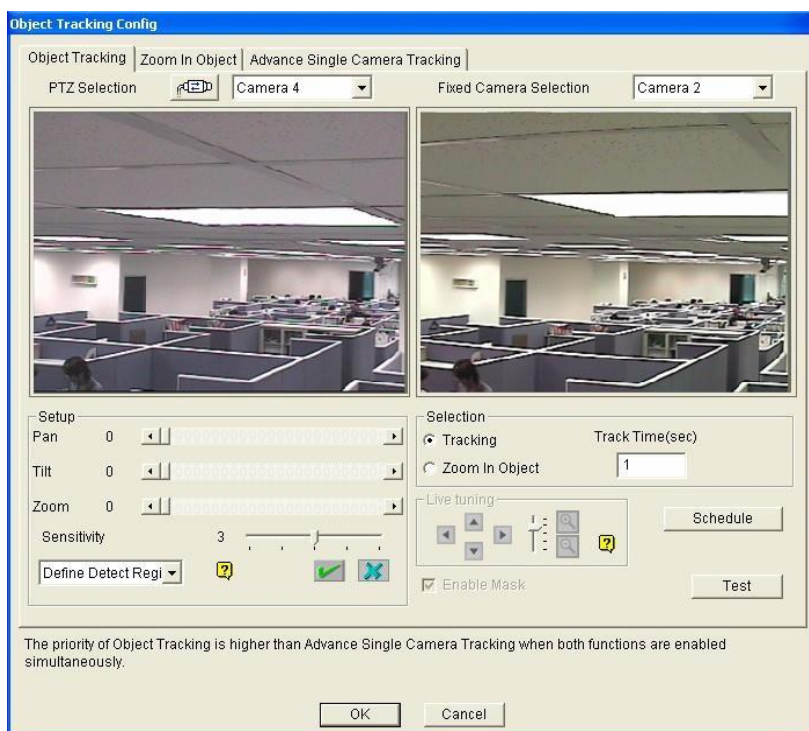 Object Tracking Config
Object Tracking Zoom In Object Advance Single Camera Tracking
PTZ Selection Camera 4 Fixed Camera Selection Camera 2
Setup
Pan 0
Tilt 0
Zoom 0
Sensitivity 3
Define Detect Regi
?
Selection
Tracking Track Time(sec)
Zoom In Object 1
Live tuning
?
Schedule
Enable Mask Test
The priority of Object Tracking is higher than Advance Single Camera Tracking when both functions are enabled
simultaneously.
OK Cancel